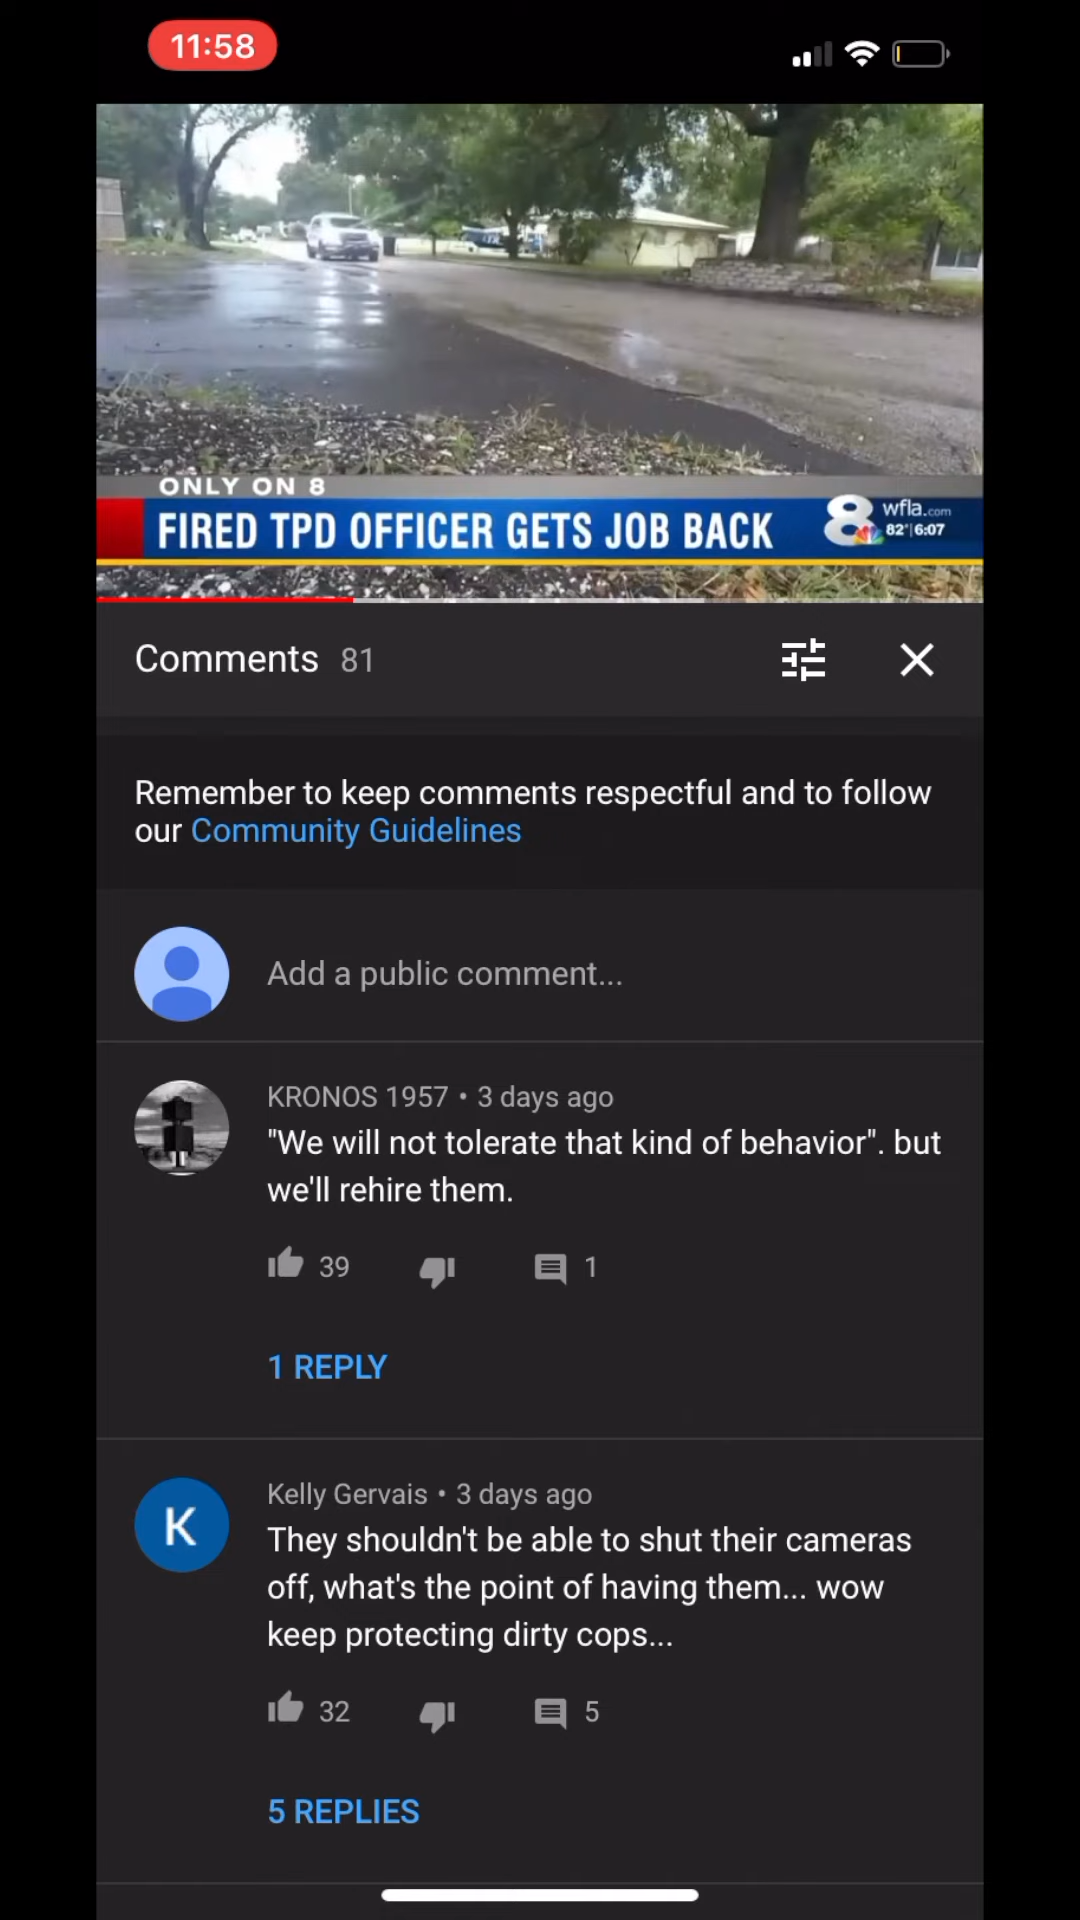 11:58
ONLY ON 8
FIRED TPD OFFICER GETS JOB BACK
8 wfla.com
82° 6:07
Comments 81
Remember to keep comments respectful and to follow
our Community Guidelines
Add a public comment...
KRONOS 1957 • 3 days ago
"We will not tolerate that kind of behavior". but
we'll rehire them.
39 1
1 REPLY
K
Kelly Gervais • 3 days ago
They shouldn't be able to shut their cameras
off, what's the point of having them... wow
keep protecting dirty cops...
32 5
5 REPLIES